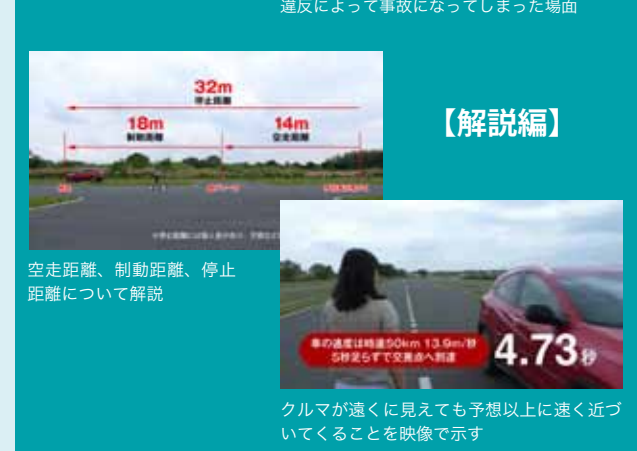 違反によって事故になってしまった場面
32m
停止距離
18m
制動距離
14m
空走距離
【解説編】
空走距離、制動距離、停止
距離について解説
車の速度は時速50km 13.9m/秒
5秒足らずで交差点へ到達
4.73秒
クルマが遠くに見えても予想以上に速く近づ
いてくることを映像で示す